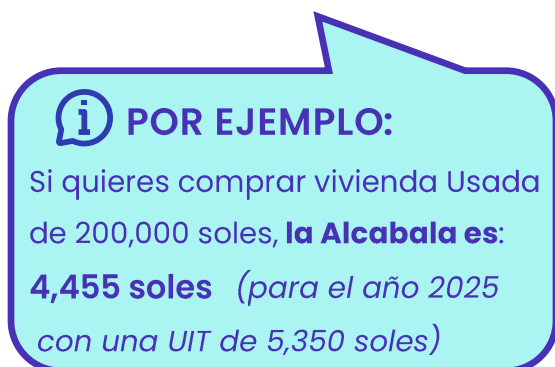 POR EJEMPLO:
Si quieres comprar vivienda Usada
de 200,000 soles, la Alcabala es:
4,455 soles (para el año 2025
con una UIT de 5,350 soles)